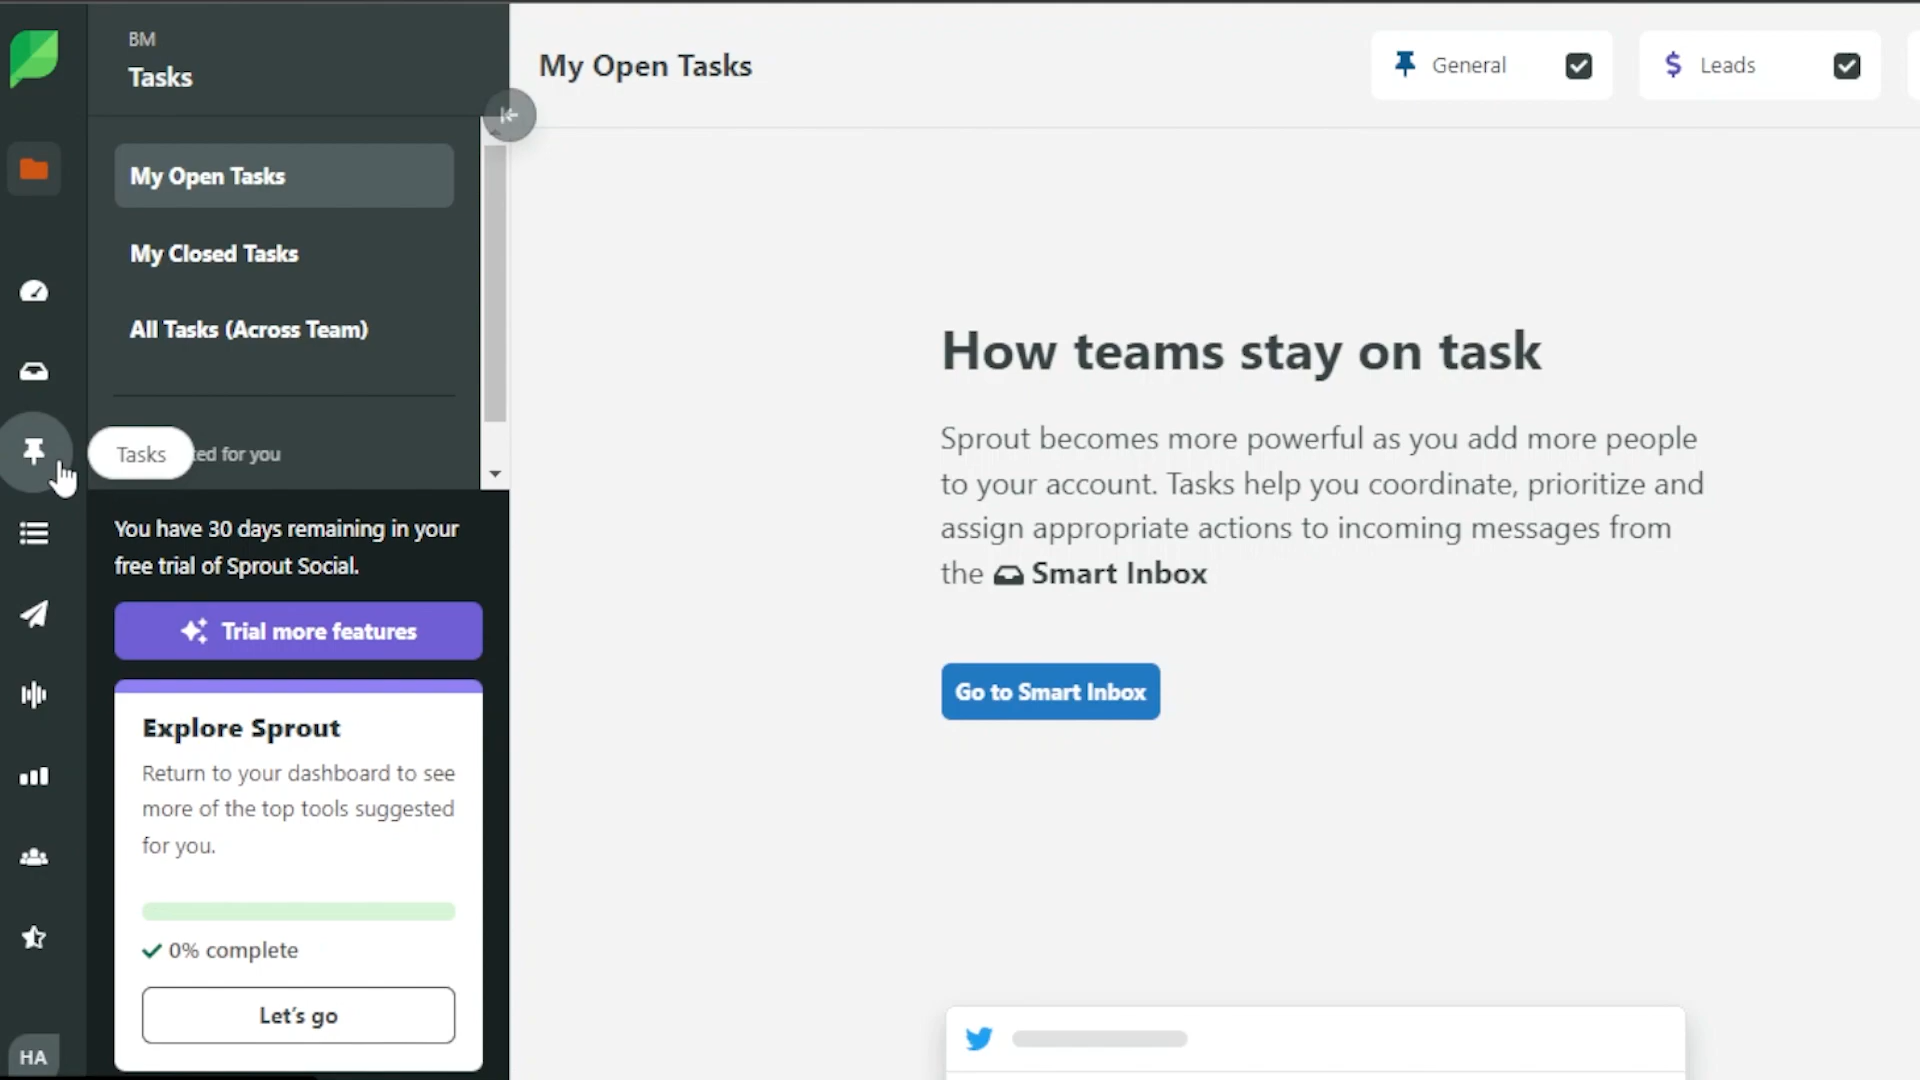 BM
Tasks
My Open Tasks
My Closed Tasks
All Tasks (Across Team)
Tasks
ed for you
You have 30 days remaining in your
free trial of Sprout Social.
Trial more features
Explore Sprout
Return to your dashboard to see
more of the top tools suggested
for you.
0% complete
Let's go
HA
My Open Tasks
General
$ Leads
How teams stay on task
Sprout becomes more powerful as you add more people
to your account. Tasks help you coordinate, prioritize and
assign appropriate actions to incoming messages from
the Smart Inbox
Go to Smart Inbox